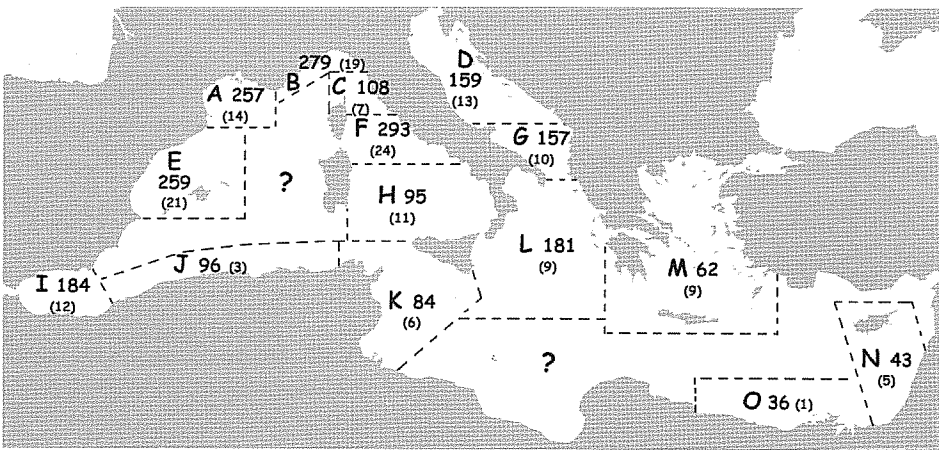 279 (19)
D
159
(13)
A 257
(14)
B
C 108
(7)
F 293
(24)
G 157
(10)
E
259
(21)
?
H 95
(11)
L 181
(9)
J 96 (3)
M 62
(9)
I 184
(12)
K 84
(6)
?
N 43
(5)
O 36 (1)